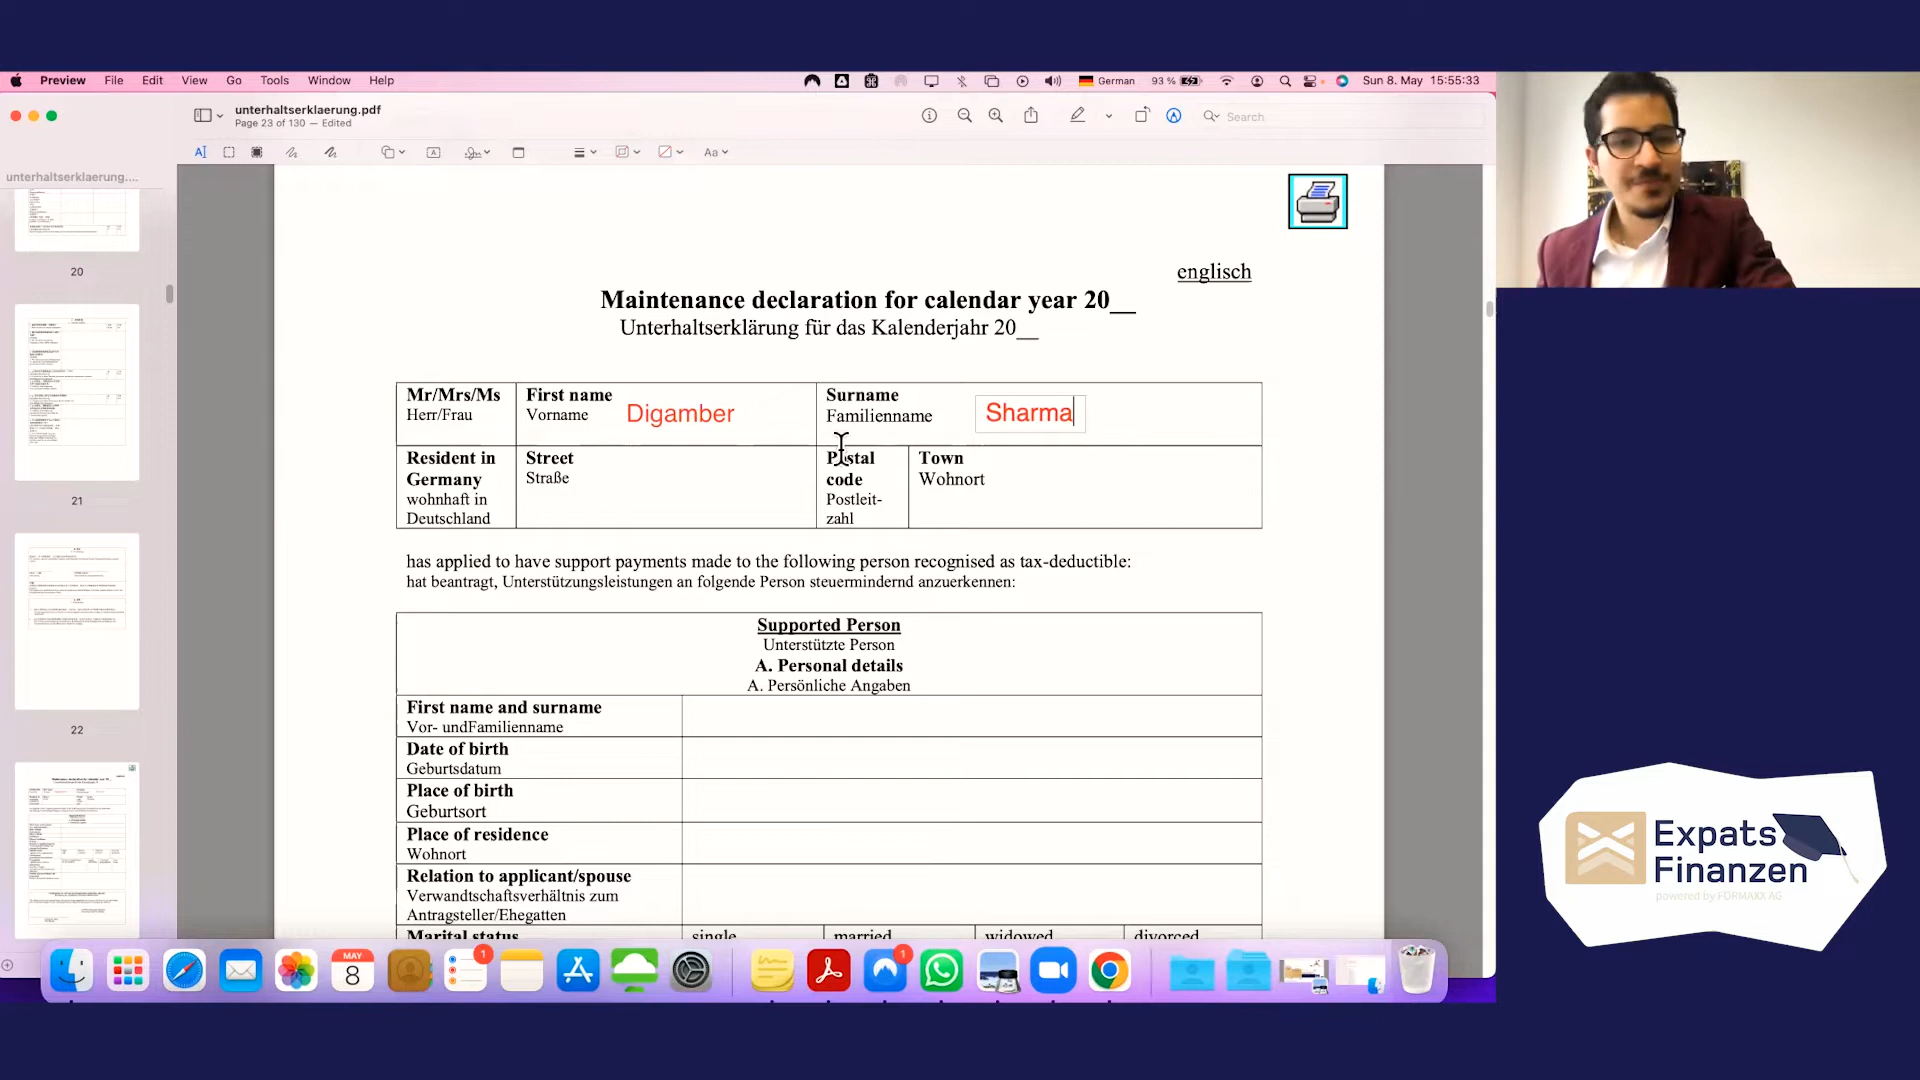 Preview File Edit View Go Tools Window Help
German 93 % Sun 8. May 15:55:33
unterhaltserklaerung.pdf
Page 23 of 130 — Edited
Search
Aa
unterhaltserklaerung....
20
21
22
englisch
Maintenance declaration for calendar year 20__
Unterhaltserklärung für das Kalenderjahr 20__
Mr/Mrs/Ms
Herr/Frau
First name
Vorname
Digamber
Surname
Familienname
Sharma
Resident in
Germany
wohnhaft in
Deutschland
Street
Straße
Postal
code
Postleit-
zahl
Town
Wohnort
has applied to have support payments made to the following person recognised as tax-deductible:
hat beantragt, Unterstützungsleistungen an folgende Person steuermindernd anzuerkennen:
Supported Person
Unterstützte Person
A. Personal details
A. Persönliche Angaben
First name and surname
Vor- undFamilienname
Date of birth
Geburtsdatum
Place of birth
Geburtsort
Place of residence
Wohnort
Relation to applicant/spouse
Verwandtschaftsverhältnis zum
Antragsteller/Ehegatten
Marital status single married widowed divorced
MAY
8
1
1
Expats
Finanzen
powered by FORMAXX AG